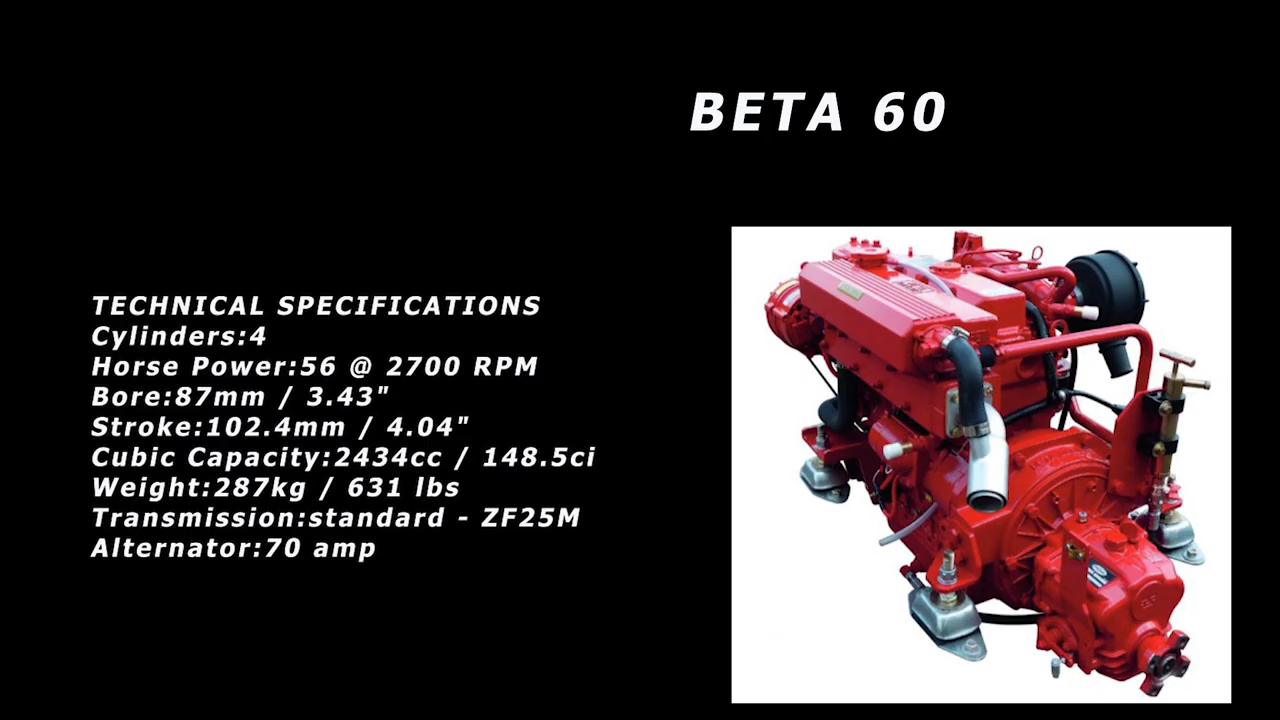 BETA 60
TECHNICAL SPECIFICATIONS
Cylinders:4
Horse Power:56 @ 2700 RPM
Bore:87mm / 3.43"
Stroke:102.4mm / 4.04"
Cubic Capacity:2434cc / 148.5ci
Weight:287kg / 631 lbs
Transmission:standard - ZF25M
Alternator:70 amp